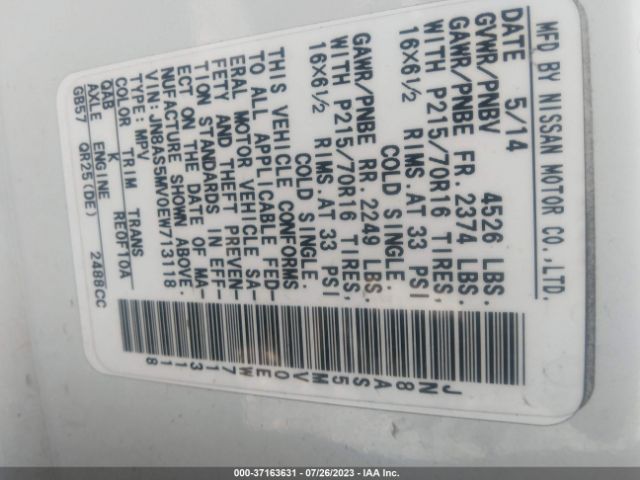 MFD BY NISSAN MOTOR CO.,LTD.
DATE 5/14
GVWR/PNBV 4526 LBS.
GAWR/PNBE FR. 2374 LBS.
WITH P215/70R16 TIRES,
16X6½ RIMS.AT 33 PSI
COLD SINGLE.
GAWR/PNBE RR. 2249 LBS.
WITH P215/70R16 TIRES,
16X6½ RIMS.AT 33 PSI
COLD SINGLE.
THIS VEHICLE CONFORMS
TO ALL APPLICABLE FED-
ERAL MOTOR VEHICLE SA-
FETY AND THEFT PREVEN-
TION STANDARDS IN EFF-
ECT ON THE DATE OF MA-
NUFACTURE SHOWN ABOVE.
VIN: JN8AS5MV0EW713118
TYPE: MPV
COLOR TRIM TRANS
QAB K RE0F10A
AXLE ENGINE
GB57 QR25(DE) 2488CC
JN8AS5MV0EW713118
000-37163631 - 07/26/2023 - IAA Inc.